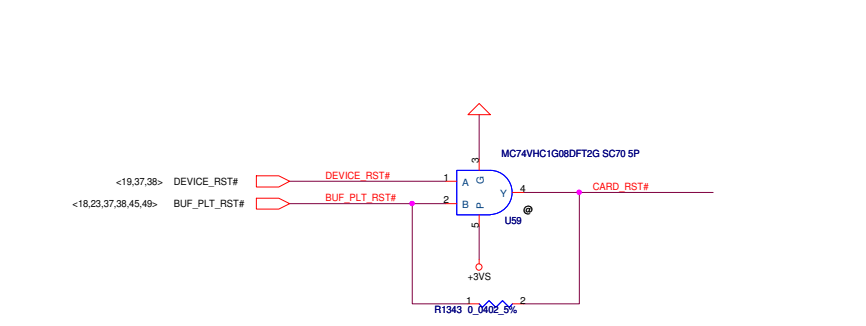 3
MC74VHC1G08DFT2G SC70 5P
<19,37,38> DEVICE_RST# DEVICE_RST# 1 A G
Y 4 CARD_RST#
<18,23,37,38,45,49> BUF_PLT_RST# BUF_PLT_RST# 2 B P
@
U59
5
+3VS
1 2
R1343 0_0402_5%